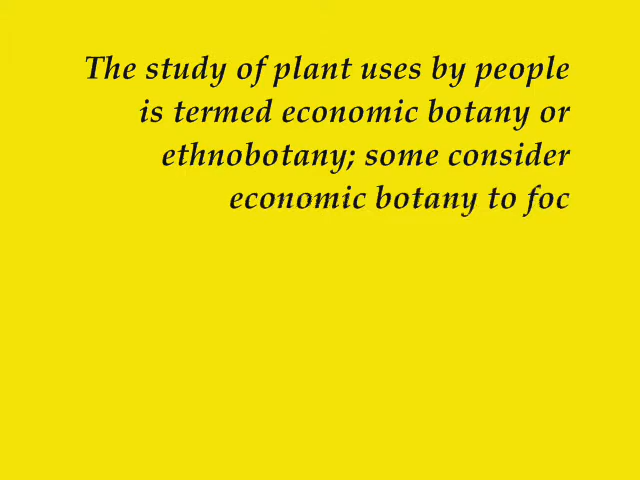 The study of plant uses by people
is termed economic botany or
ethnobotany; some consider
economic botany to foc